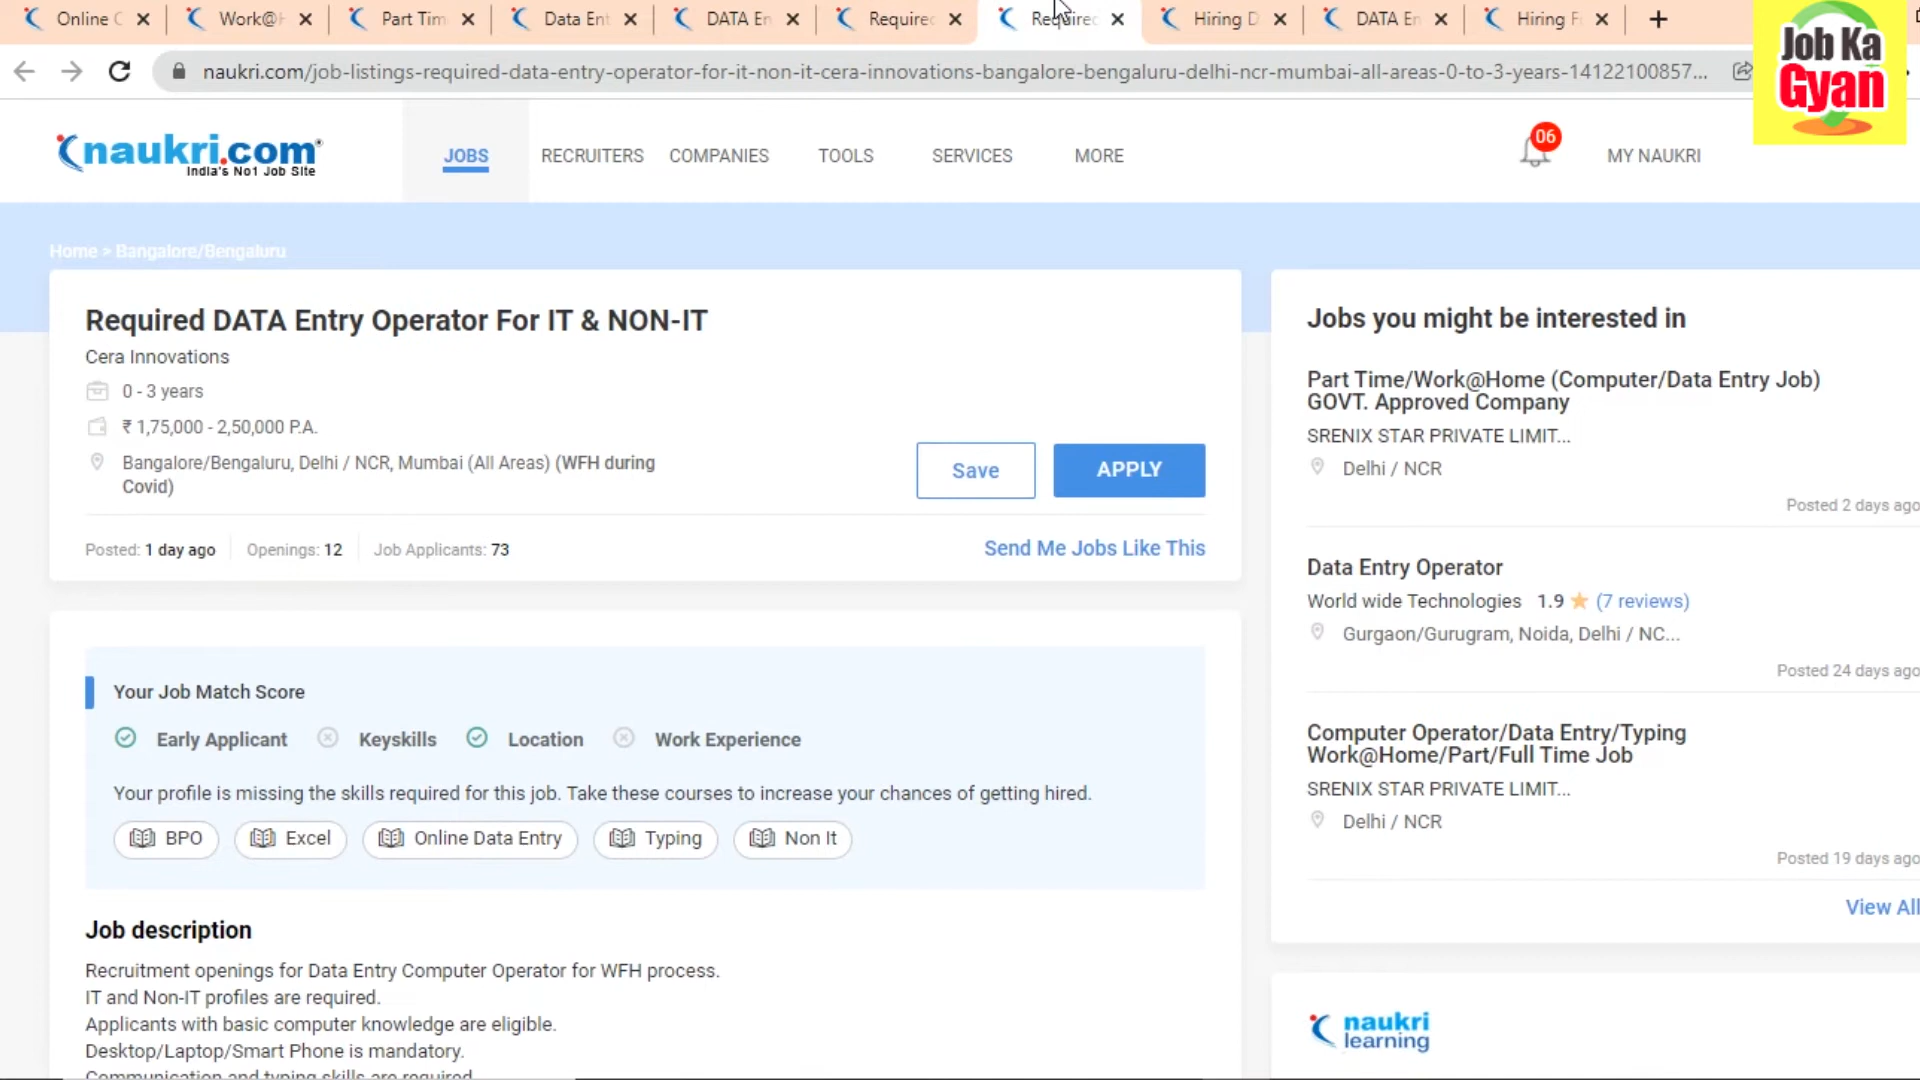 Online C
Work@H
Part Tim
Data Ent
DATA En
Required
Required
Hiring D
DATA En
Hiring F
naukri.com/job-listings-required-data-entry-operator-for-it-non-it-cera-innovations-bangalore-bengaluru-delhi-ncr-mumbai-all-areas-0-to-3-years-14122100857...
Job Ka
Gyan
naukri.com
India's No1 Job Site
JOBS
RECRUITERS
COMPANIES
TOOLS
SERVICES
MORE
06
MY NAUKRI
Home > Bangalore/Bengaluru
Required DATA Entry Operator For IT & NON-IT
Cera Innovations
0 - 3 years
₹ 1,75,000 - 2,50,000 P.A.
Bangalore/Bengaluru, Delhi / NCR, Mumbai (All Areas) (WFH during
Covid)
Save
APPLY
Posted: 1 day ago
Openings: 12
Job Applicants: 73
Send Me Jobs Like This
Your Job Match Score
Early Applicant
Keyskills
Location
Work Experience
Your profile is missing the skills required for this job. Take these courses to increase your chances of getting hired.
BPO
Excel
Online Data Entry
Typing
Non It
Job description
Recruitment openings for Data Entry Computer Operator for WFH process.
IT and Non-IT profiles are required.
Applicants with basic computer knowledge are eligible.
Desktop/Laptop/Smart Phone is mandatory.
Communication and typing skills are required
Jobs you might be interested in
Part Time/Work@Home (Computer/Data Entry Job)
GOVT. Approved Company
SRENIX STAR PRIVATE LIMIT...
Delhi / NCR
Posted 2 days ago
Data Entry Operator
World wide Technologies 1.9 (7 reviews)
Gurgaon/Gurugram, Noida, Delhi / NC...
Posted 24 days ago
Computer Operator/Data Entry/Typing
Work@Home/Part/Full Time Job
SRENIX STAR PRIVATE LIMIT...
Delhi / NCR
Posted 19 days ago
View All
naukri
learning